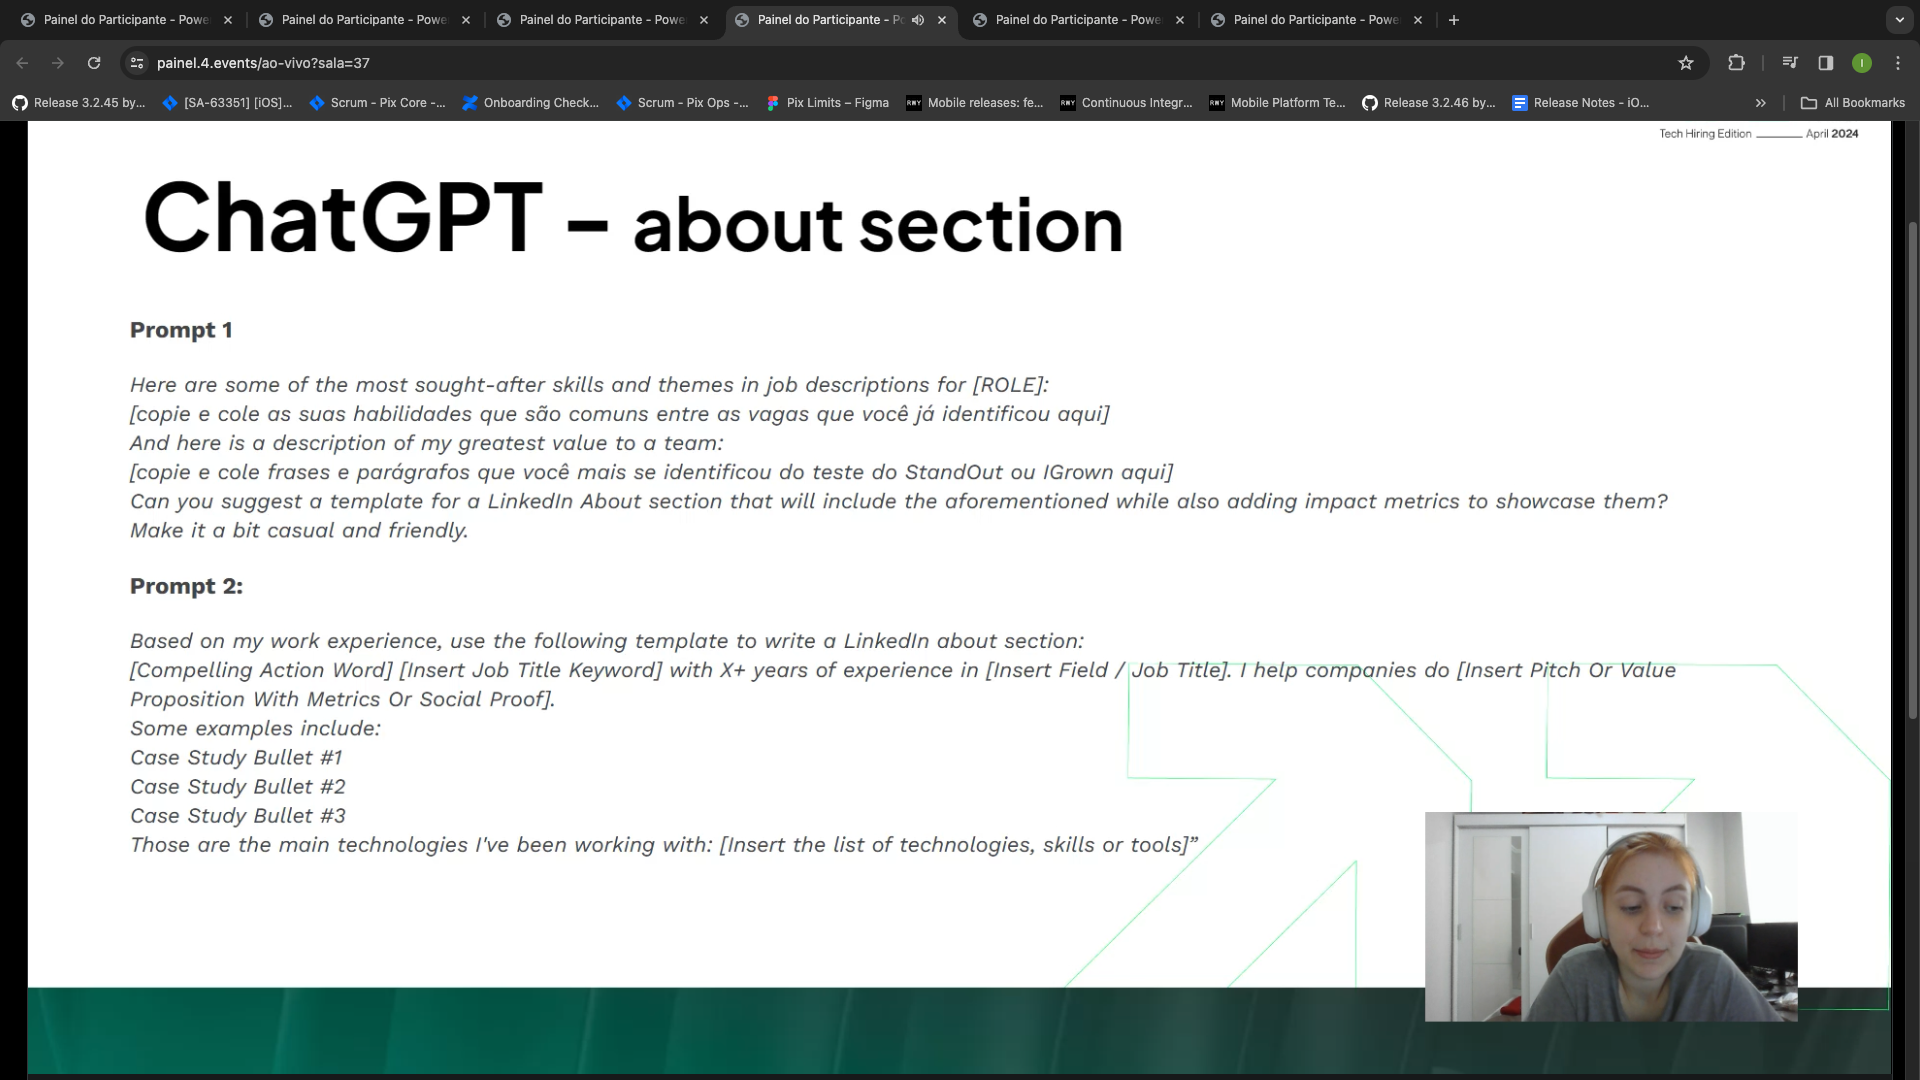 Painel do Participante - Powe
Painel do Participante - Powe
Painel do Participante - Powe
Painel do Participante - Po
Painel do Participante - Powe
Painel do Participante - Powe
painel.4.events/ao-vivo?sala=37
I
Release 3.2.45 by...
[SA-63351] [iOS]...
Scrum - Pix Core -...
Onboarding Check...
Scrum - Pix Ops -...
Pix Limits – Figma
Mobile releases: fe...
Continuous Integr...
Mobile Platform Te...
Release 3.2.46 by...
Release Notes - iO...
All Bookmarks
Tech Hiring Edition ______ April 2024
ChatGPT – about section
Prompt 1
Here are some of the most sought-after skills and themes in job descriptions for [ROLE]:
[copie e cole as suas habilidades que são comuns entre as vagas que você já identificou aqui]
And here is a description of my greatest value to a team:
[copie e cole frases e parágrafos que você mais se identificou do teste do StandOut ou IGrown aqui]
Can you suggest a template for a LinkedIn About section that will include the aforementioned while also adding impact metrics to showcase them?
Make it a bit casual and friendly.
Prompt 2:
Based on my work experience, use the following template to write a LinkedIn about section:
[Compelling Action Word] [Insert Job Title Keyword] with X+ years of experience in [Insert Field / Job Title]. I help companies do [Insert Pitch Or Value
Proposition With Metrics Or Social Proof].
Some examples include:
Case Study Bullet #1
Case Study Bullet #2
Case Study Bullet #3
Those are the main technologies I've been working with: [Insert the list of technologies, skills or tools]”